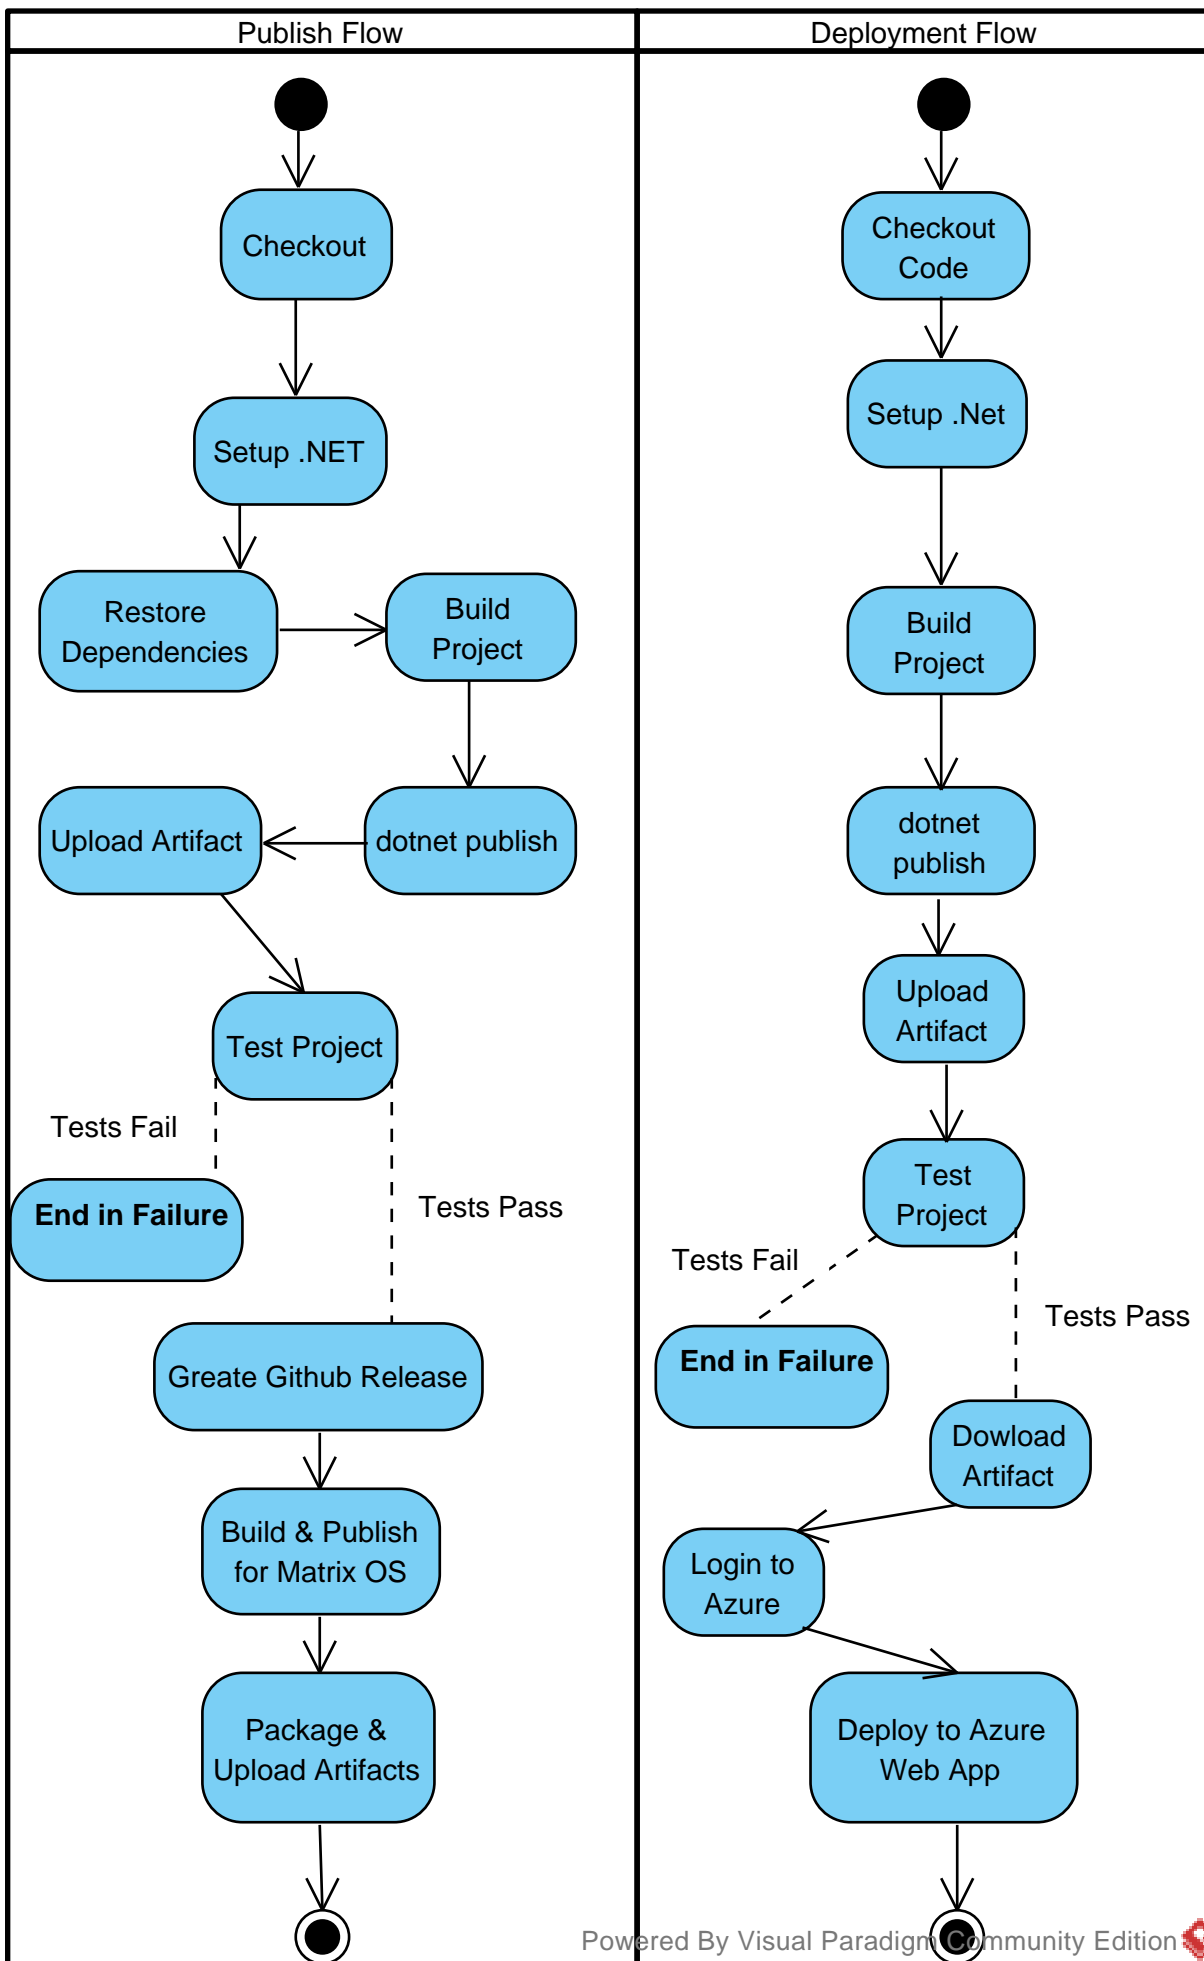 Publish Flow
Deployment Flow
Checkout
Setup .NET
Restore
Dependencies
Build
Project
Upload Artifact
dotnet publish
Test Project
Tests Fail
End in Failure
Tests Pass
Greate Github Release
Build & Publish
for Matrix OS
Package &
Upload Artifacts
Checkout
Code
Setup .Net
Build
Project
dotnet
publish
Upload
Artifact
Test
Project
Tests Fail
End in Failure
Tests Pass
Dowload
Artifact
Login to
Azure
Deploy to Azure
Web App
Powered By Visual Paradigm Community Edition